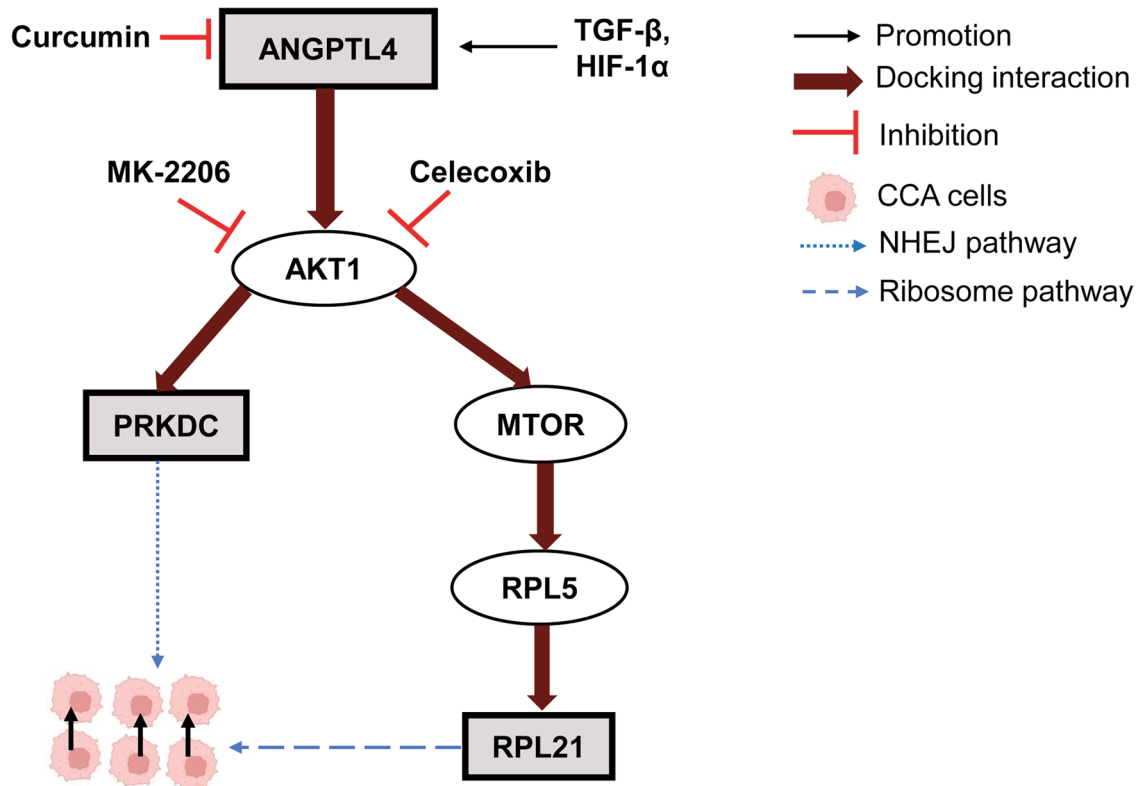 Curcumin
ANGPTL4
TGF-β,
HIF-1α
MK-2206
Celecoxib
AKT1
PRKDC
MTOR
RPL5
RPL21
Promotion
Docking interaction
Inhibition
CCA cells
NHEJ pathway
Ribosome pathway